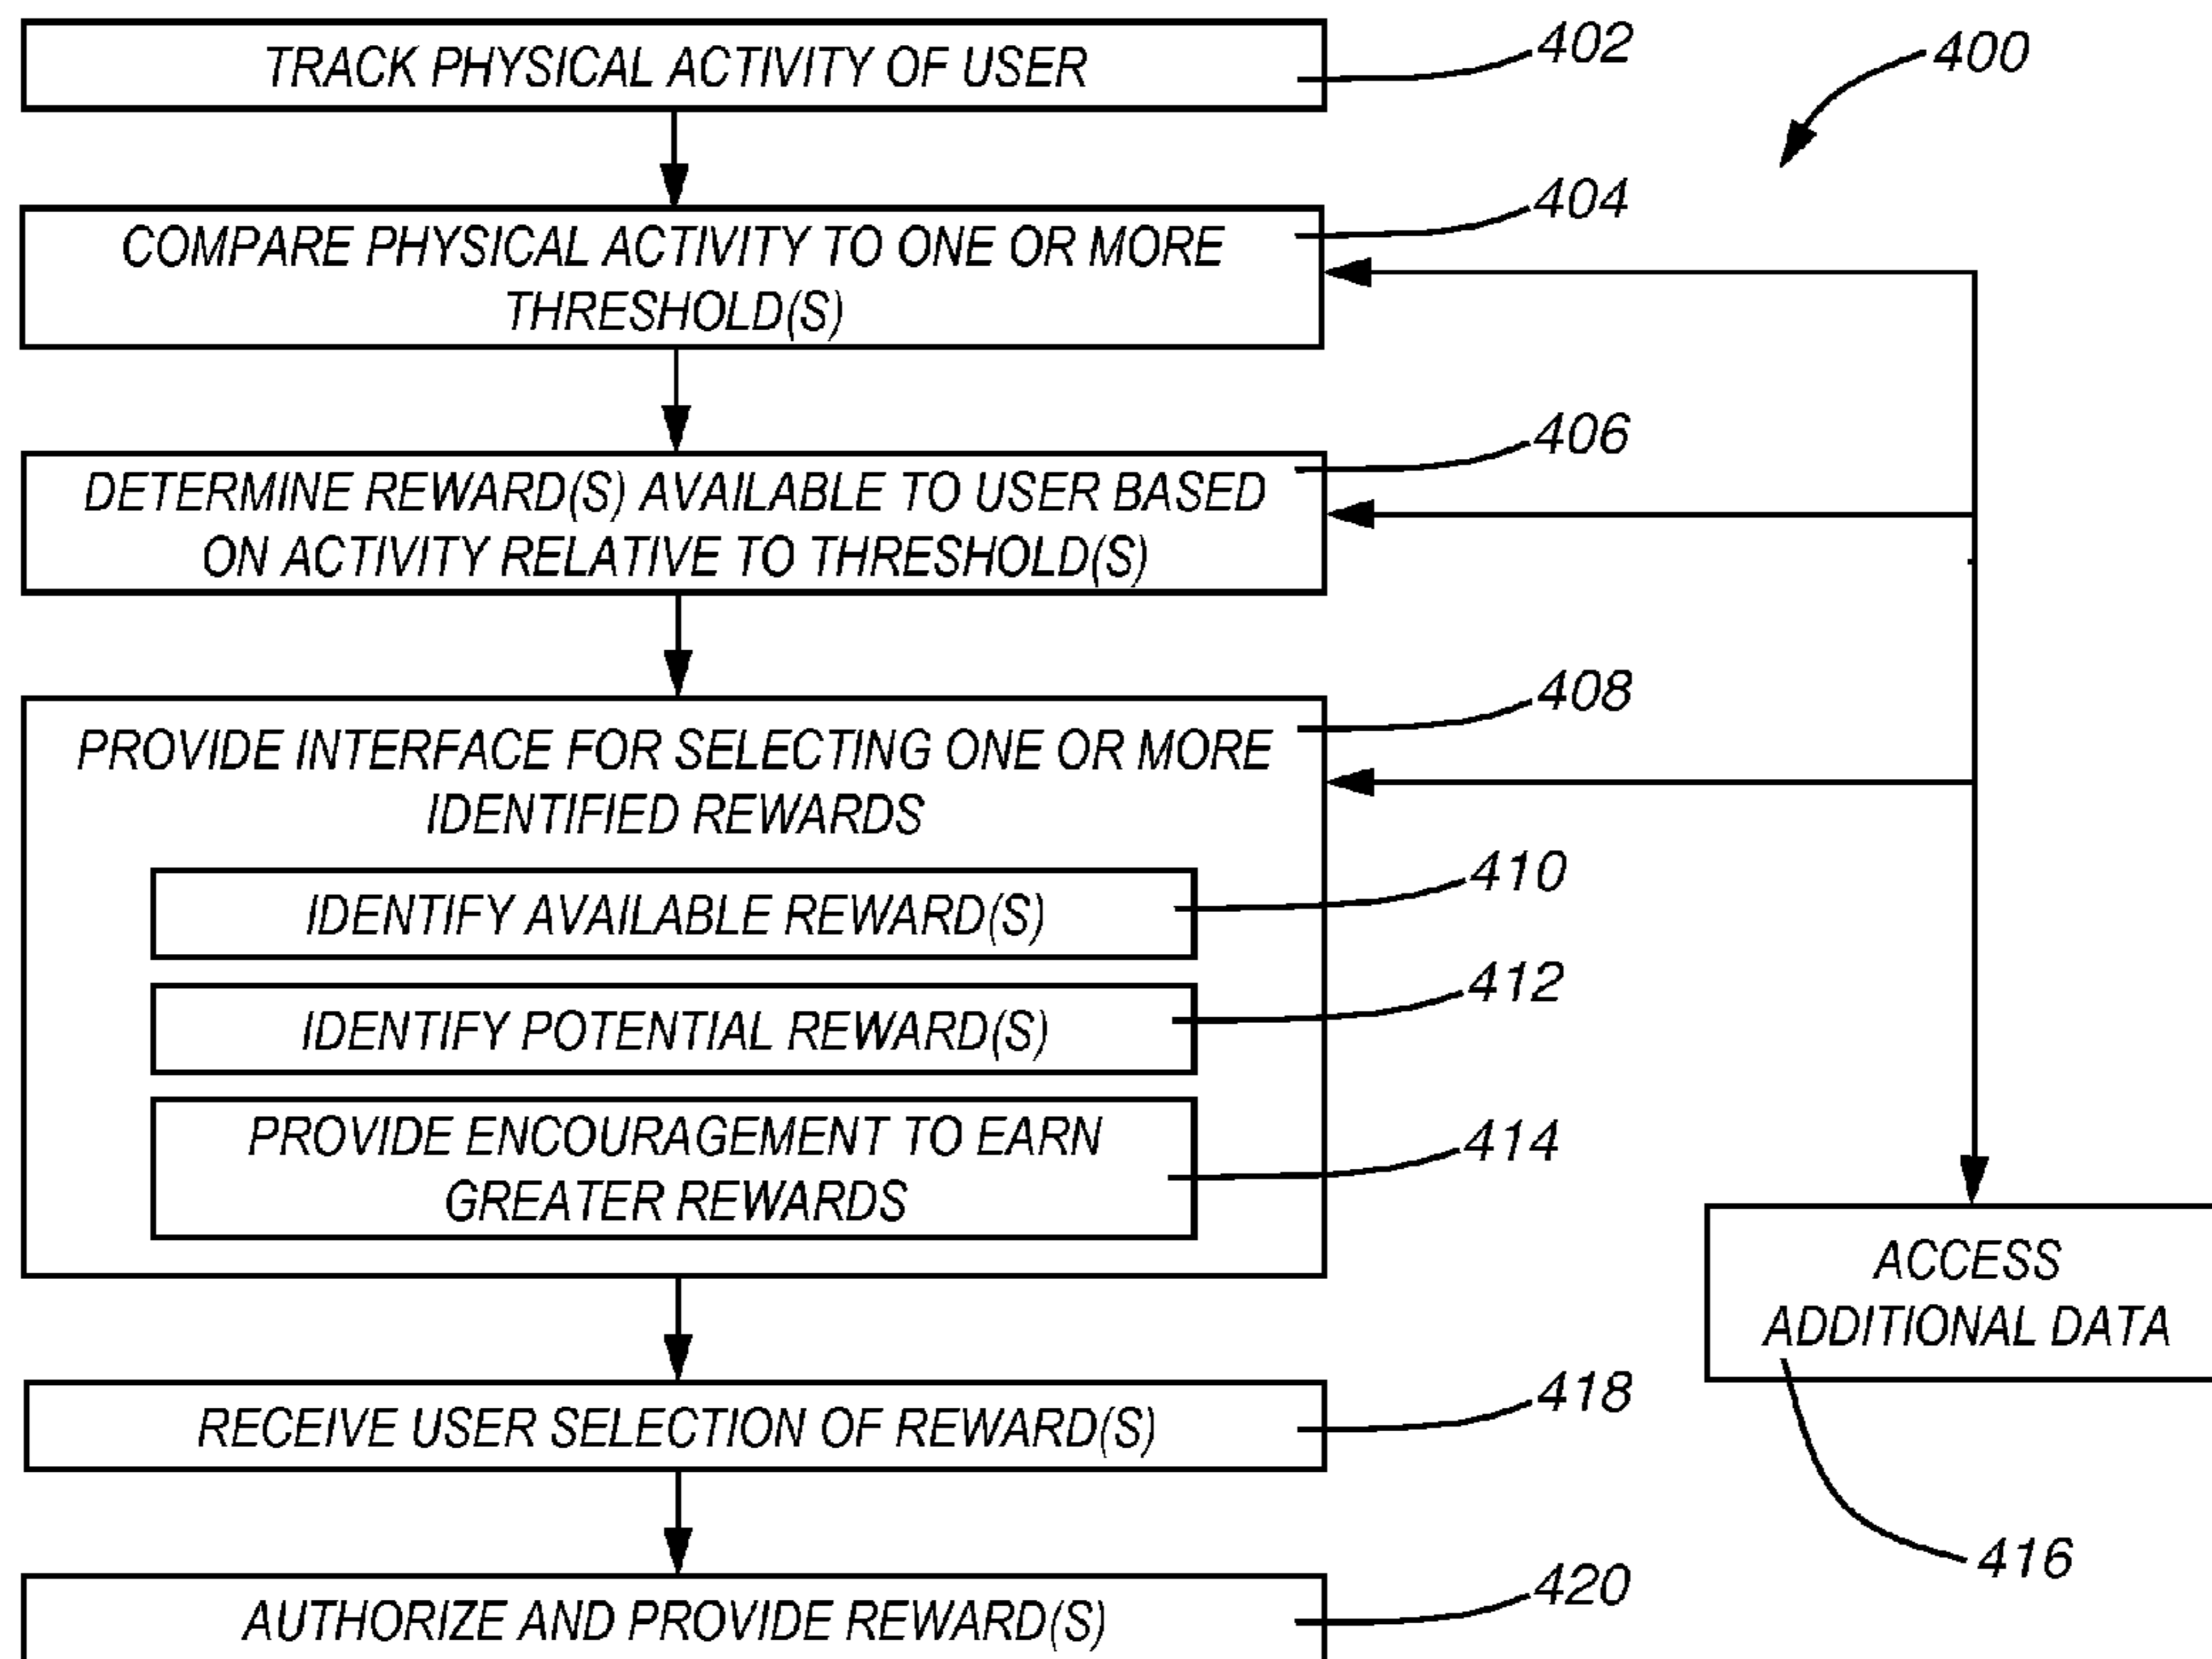 TRACK PHYSICAL ACTIVITY OF USER
402
400
COMPARE PHYSICAL ACTIVITY TO ONE OR MORE
THRESHOLD(S)
404
DETERMINE REWARD(S) AVAILABLE TO USER BASED
ON ACTIVITY RELATIVE TO THRESHOLD(S)
406
PROVIDE INTERFACE FOR SELECTING ONE OR MORE
IDENTIFIED REWARDS
408
IDENTIFY AVAILABLE REWARD(S)
410
IDENTIFY POTENTIAL REWARD(S)
412
PROVIDE ENCOURAGEMENT TO EARN
GREATER REWARDS
414
ACCESS
ADDITIONAL DATA
416
RECEIVE USER SELECTION OF REWARD(S)
418
AUTHORIZE AND PROVIDE REWARD(S)
420